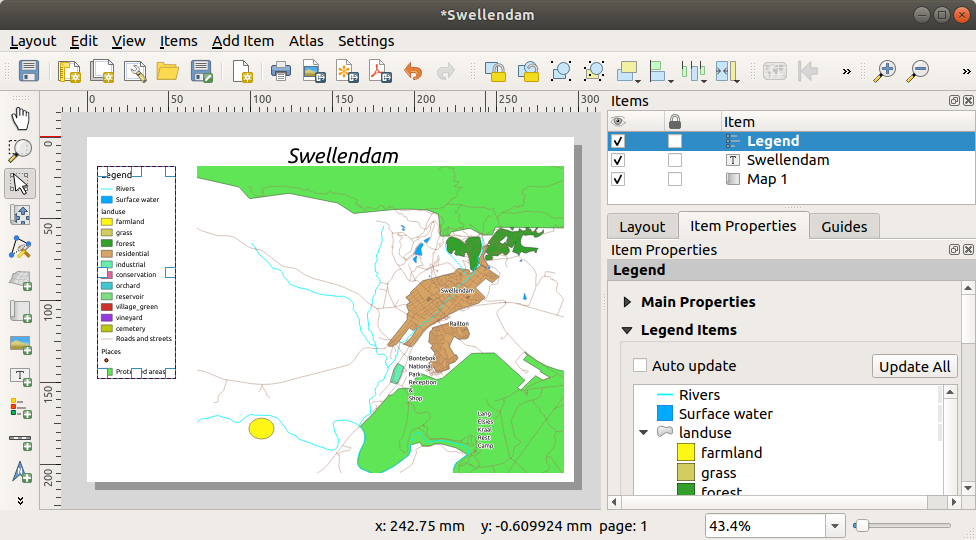 *Swellendam
Layout Edit View Items Add Item Atlas Settings
»
»
0 50 100 150 200 250 300
0
50
100
150
200
Swellendam
Legend
Rivers
Surface water
landuse
farmland
grass
forest
residential
industrial
conservation
orchard
reservoir
village_green
vineyard
cemetery
Roads and streets
Places
Swellendam
Railton
Bontebok
National
Park
Reception
&
Shop
Lang
Elsies
Kraal
Rest
Camp
Items
Item
Legend
Swellendam
Map 1
Layout Item Properties Guides
Item Properties
Legend
Main Properties
Legend Items
Auto update Update All
Rivers
Surface water
landuse
farmland
grass
forest
»
x: 242.75 mm y: -0.609924 mm page: 1 43.4%